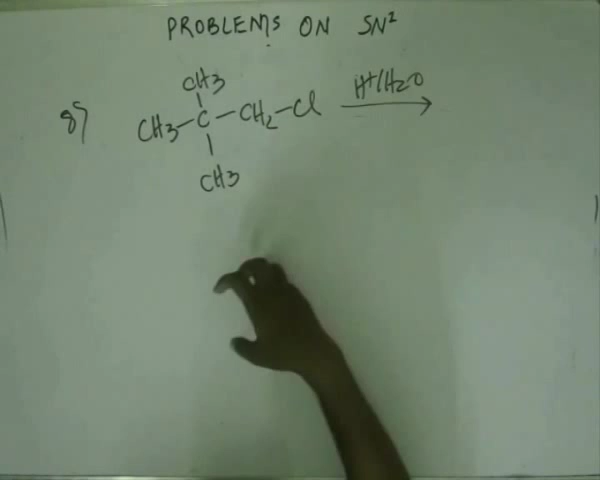 PROBLEMS ON SN²
CH3
8) CH3-C-CH2-Cl H+/H2O →
CH3